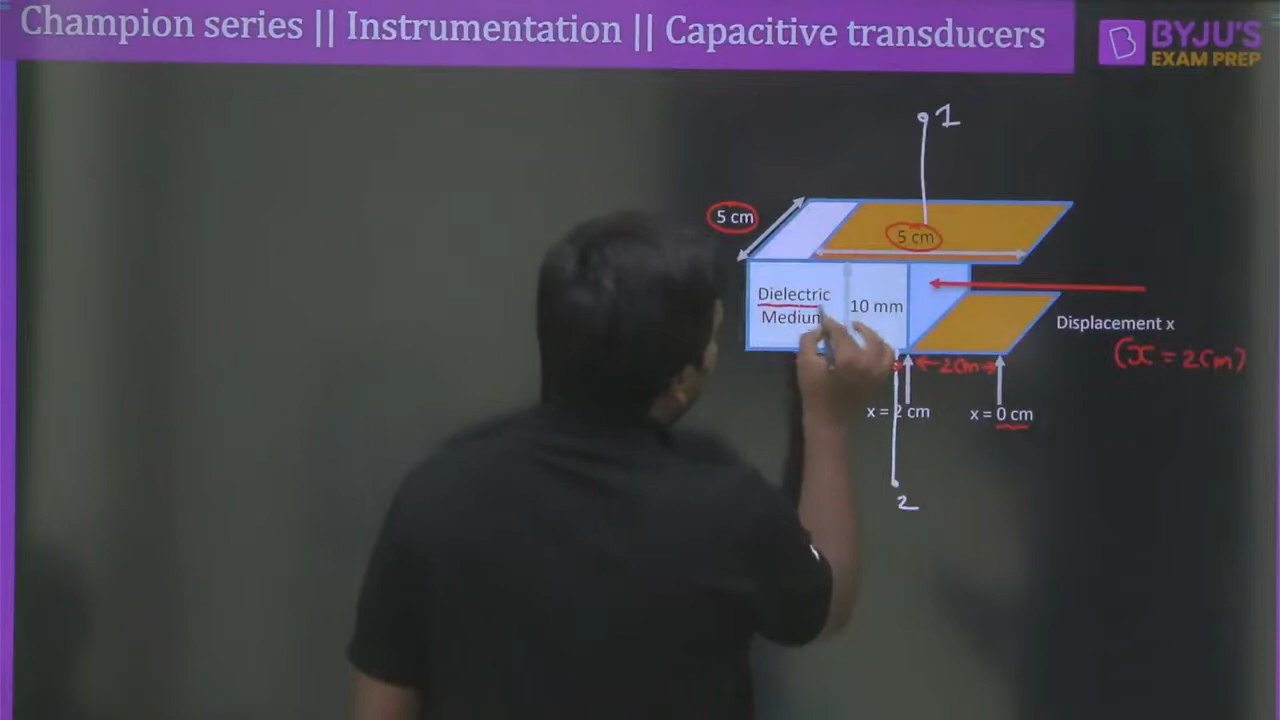 Champion series || Instrumentation || Capacitive transducers
BYJU'S
EXAM PREP
1
5 cm
5 cm
Dielectric
Medium
10 mm
Displacement x
(x = 2cm)
2cm
x = 2 cm
x = 0 cm
2